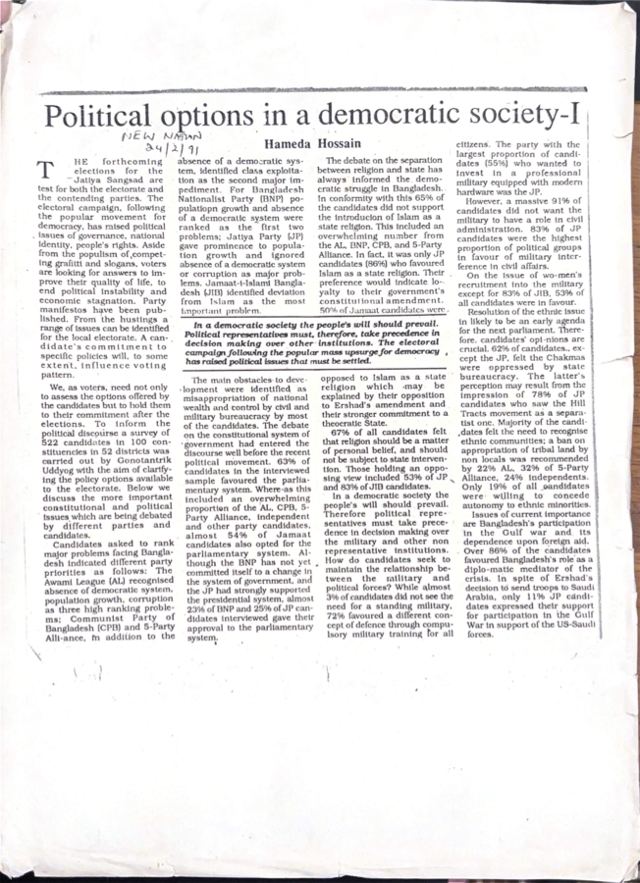 Political options in a democratic society-I
NEW NATION
24/2/91
Hameda Hossain
THE forthcoming
elections for the
Jatiya Sangsad are
test for both the electorate and
the contending parties. The
electoral campaign, following
the popular movement for
democracy, has raised political
issues of governance, national
identity, people's rights. Aside
from the populism of compet-
ing grafitti and slogans, voters
are looking for answers to im-
prove their quality of life, to
end political instability and
economic stagnation. Party
manifestos have been pub-
lished. From the hustings a
range of issues can be identified
for the local electorate. A can-
didate's commitment to
specific policies will, to some
extent, influence voting
pattern.
We, as voters, need not only
to assess the options offered by
the candidates but to hold them
to their commitment after the
elections. To inform the
political discourse a survey of
522 candidates in 100 con-
stituencies in 52 districts was
carried out by Gonotantrik
Uddyog with the aim of clarify-
ing the policy options available
to the electorate. Below we
discuss the more important
constitutional and political
issues which are being debated
by different parties and
candidates.
Candidates asked to rank
major problems facing Bangla-
desh indicated different party
priorities as follows: The
Awami League (AL) recognised
absence of democratic system,
population growth, corruption
as three high ranking proble-
ms; Communist Party of
Bangladesh (CPB) and 5-Party
Alli-ance, in addition to the
absence of a democratic sys-
tem, identified class exploita-
tion as the second major im-
pediment. For Bangladesh
Nationalist Party (BNP) po-
pulatiopn growth and absence
of a democratic system were
ranked as the first two
problems; Jatiya Party (JP)
gave prominence to popula-
tion growth and ignored
absence of a democratic system
or corruption as major prob-
lems. Jamaat-i-Islami Bangla-
desh (JIB) identified deviation
from Islam as the most
important problem.
In a democratic society the people's will should prevail.
Political representatives must, therefore, take precedence in
decision making over other institutions. The electoral
campaign following the popular mass upsurge for democracy
has raised political issues that must be settled.
The main obstacles to deve-
lopment were identified as
misappropriation of national
wealth and control by civil and
military bureaucracy by most
of the candidates. The debate
on the constitutional system of
government had entered the
discourse well before the recent
political movement. 63% of
candidates in the interviewed
sample favoured the parlia-
mentary system. Where-as this
included an overwhelming
proportion of the AL, CPB, 5-
Party Alliance, independent
and other party candidates,
almost 54% of Jamaat
candidates also opted for the
parliamentary system. Al-
though the BNP has not yet
committed itself to a change in
the system of government, and
the JP had strongly supported
the presidential system, almost
23% of BNP and 25% of JP can-
didates interviewed gave their
approval to the parliamentary
system.
The debate on the separation
between religion and state has
always informed the demo-
cratic struggle in Bangladesh.
In conformity with this 65% of
the candidates did not support
the introducion of Islam as a
state religion. This included an
overwhelming number from
the AL, BNP, CPB, and 5-Party
Alliance. In fact, it was only JP
candidates (86%) who favoured
Islam as a state religion. Their
preference would indicate lo-
yalty to their government's
constitutional amendment.
50% of Jamaat candidates were
opposed to Islam as a state
religion which may be
explained by their opposition
to Ershad's amendment and
their stronger commitment to a
theocratic State.
67% of all candidates felt
that religion should be a matter
of personal belief, and should
not be subject to state interven-
tion. Those holding an oppo-
sing view included 53% of JP
and 83% of JIB candidates.
In a democratic society the
people's will should prevail.
Therefore political repre-
sentatives must take prece-
dence in decision making over
the military and other non
representative institutions.
How do candidates seek to
maintain the relationship be-
tween the military and
political forces? While almost
3% of candidates did not see the
need for a standing military,
72% favoured a different con-
cept of defence through compu-
lsory military training for all
citizens. The party with the
largest proportion of candi-
dates (55%) who wanted to
invest in a professional
military equipped with modern
hardware was the JP.
However, a massive 91% of
candidates did not want the
military to have a role in civil
administration. 83% of JP
candidates were the highest
proportion of political groups
in favour of military inter-
ference in civil affairs.
On the issue of wo-men's
recruitment into the military
except for 83% of JIB, 53% of
all candidates were in favour.
Resolution of the ethnic issue
in likely to be an early agenda
for the next parliament. There-
fore, candidates' opi-nions are
crucial. 62% of candidates., ex-
cept the JP, felt the Chakmas
were oppressed by state
bureaucracy. The latter's
perception may result from the
impression of 78% of JP
candidates who saw the Hill
Tracts movement as a separa-
tist one. Majority of the candi-
dates felt the need to recognise
ethnic communities; a ban on
appropriation of tribal land by
non locals was recommended
by 22% AL, 32% of 5-Party
Alliance, 24% independents.
Only 19% of all candidates
were willing to concede
autonomy to ethnic minorities.
Issues of current importance
are Bangladesh's participation
in the Gulf war and its
dependence upon foreign aid.
Over 86% of the candidates
favoured Bangladesh's role as a
diplo-matic mediator of the
crisis. In spite of Ershad's
decision to send troops to Saudi
Arabia, only 11% JP candi-
dates expressed their support
for participation in the Gulf
War in support of the US-Saudi
forces.